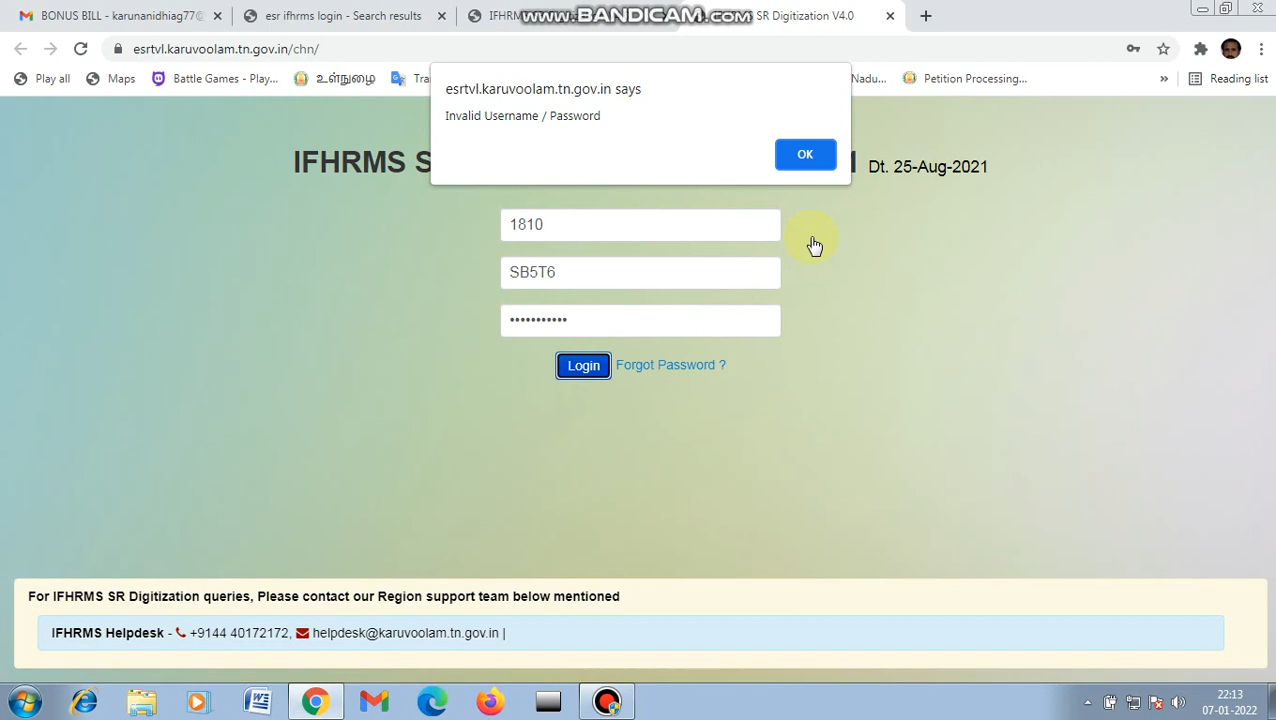 BONUS BILL - karunanidhiag77@
esr ifhrms login - Search results
SR Digitization V4.0
www.BANDICAM.com
esrtvl.karuvoolam.tn.gov.in/chn/
Play all
Maps
Battle Games - Play...
உள்நுழை
Nadu...
Petition Processing...
»
Reading list
esrtvl.karuvoolam.tn.gov.in says
Invalid Username / Password
OK
IFHRMS S
Dt. 25-Aug-2021
1810
SB5T6
•••••••••••
Login Forgot Password ?
For IFHRMS SR Digitization queries, Please contact our Region support team below mentioned
IFHRMS Helpdesk - +9144 40172172, helpdesk@karuvoolam.tn.gov.in |
22:13
07-01-2022